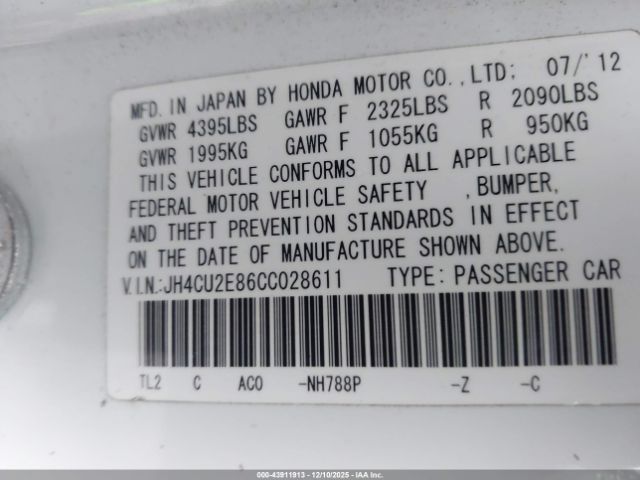 MFD. IN JAPAN BY HONDA MOTOR CO., LTD; 07/'12
GVWR 4395LBS GAWR F 2325LBS R 2090LBS
GVWR 1995KG GAWR F 1055KG R 950KG
THIS VEHICLE CONFORMS TO ALL APPLICABLE
FEDERAL MOTOR VEHICLE SAFETY ,BUMPER,
AND THEFT PREVENTION STANDARDS IN EFFECT
ON THE DATE OF MANUFACTURE SHOWN ABOVE.
V.I.N.:JH4CU2E86CC028611 TYPE: PASSENGER CAR
TL2 C AC0 -NH788P -Z -C
000-43911913 - 12/10/2025 - IAA Inc.